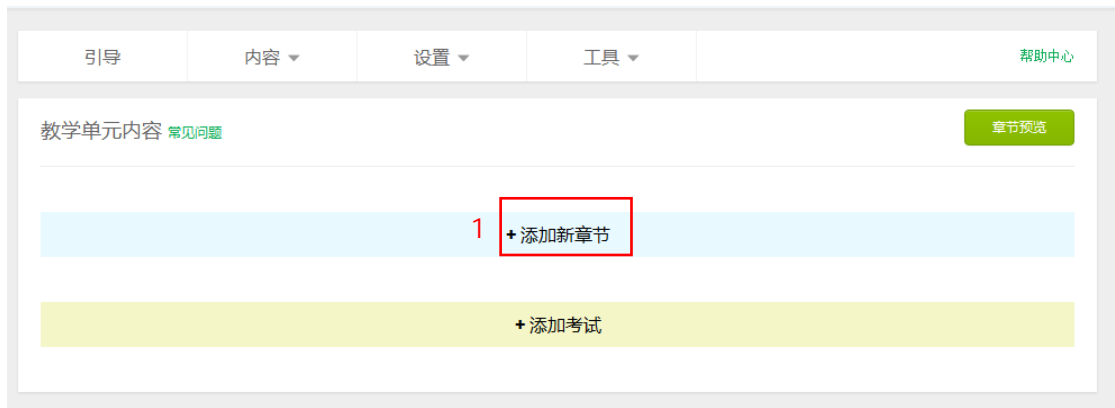 引导 内容 设置 工具 帮助中心
教学单元内容 常见问题 章节预览
1 +添加新章节
+添加考试